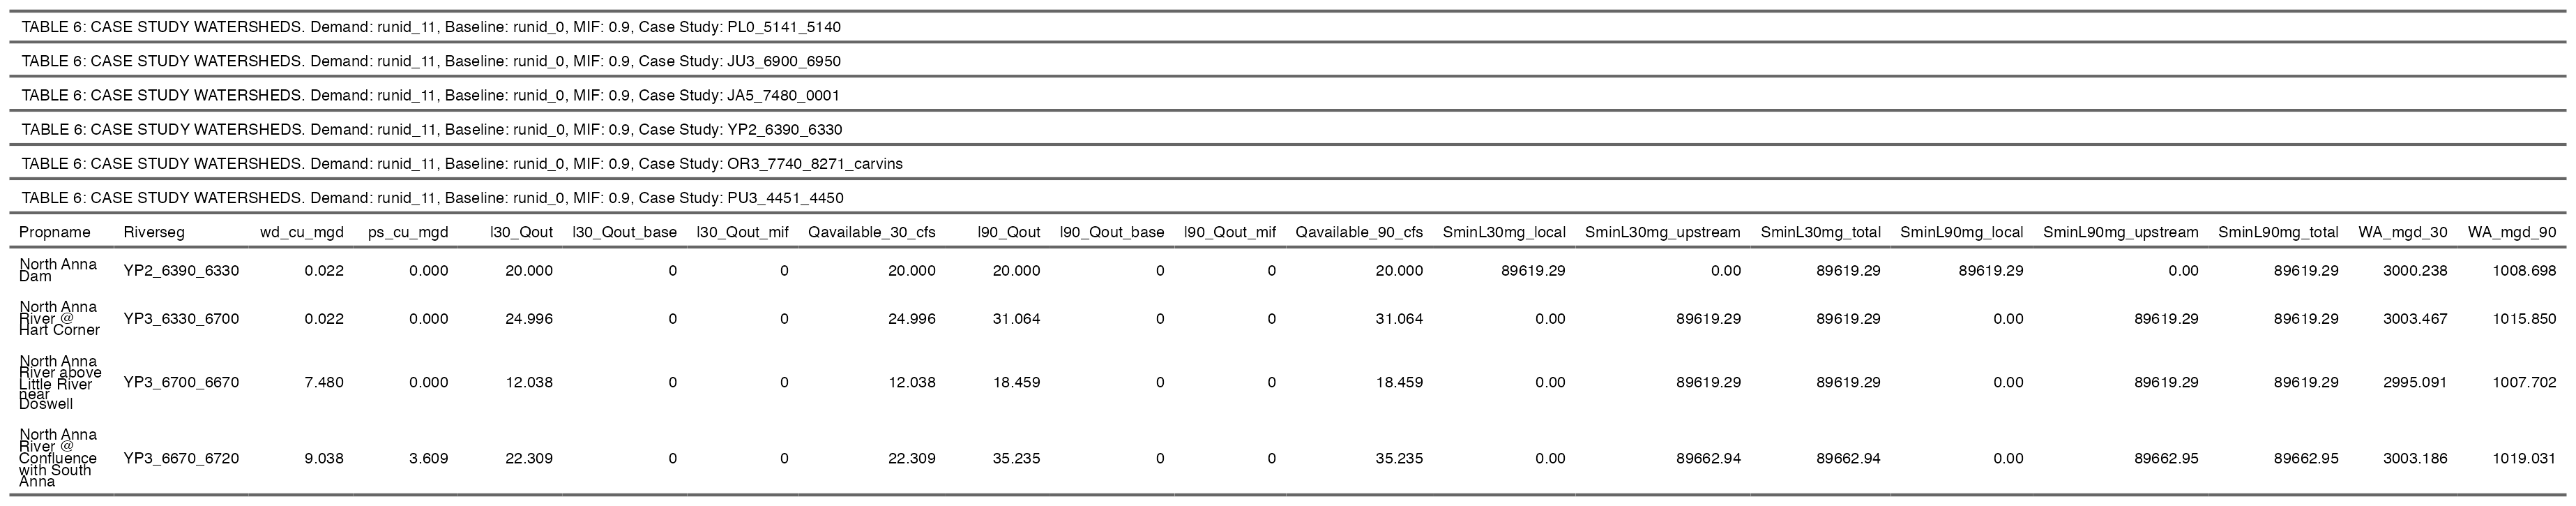 TABLE 6: CASE STUDY WATERSHEDS. Demand: runid_11, Baseline: runid_0, MIF: 0.9, Case Study: PL0_5141_5140
TABLE 6: CASE STUDY WATERSHEDS. Demand: runid_11, Baseline: runid_0, MIF: 0.9, Case Study: JU3_6900_6950
TABLE 6: CASE STUDY WATERSHEDS. Demand: runid_11, Baseline: runid_0, MIF: 0.9, Case Study: JA5_7480_0001
TABLE 6: CASE STUDY WATERSHEDS. Demand: runid_11, Baseline: runid_0, MIF: 0.9, Case Study: YP2_6390_6330
TABLE 6: CASE STUDY WATERSHEDS. Demand: runid_11, Baseline: runid_0, MIF: 0.9, Case Study: OR3_7740_8271_carvins
TABLE 6: CASE STUDY WATERSHEDS. Demand: runid_11, Baseline: runid_0, MIF: 0.9, Case Study: PU3_4451_4450
Propname Riverseg wd_cu_mgd ps_cu_mgd l30_Qout l30_Qout_base l30_Qout_mif Qavailable_30_cfs l90_Qout l90_Qout_base l90_Qout_mif Qavailable_90_cfs SminL30mg_local SminL30mg_upstream SminL30mg_total SminL90mg_local SminL90mg_upstream SminL90mg_total WA_mgd_30 WA_mgd_90
North Anna
Dam
YP2_6390_6330 0.022 0.000 20.000 0 0 20.000 20.000 0 0 20.000 89619.29 0.00 89619.29 89619.29 0.00 89619.29 3000.238 1008.698
North Anna
River @
Hart Corner
YP3_6330_6700 0.022 0.000 24.996 0 0 24.996 31.064 0 0 31.064 0.00 89619.29 89619.29 0.00 89619.29 89619.29 3003.467 1015.850
North Anna
River above
Little River
near
Doswell
YP3_6700_6670 7.480 0.000 12.038 0 0 12.038 18.459 0 0 18.459 0.00 89619.29 89619.29 0.00 89619.29 89619.29 2995.091 1007.702
North Anna
River @
Confluence
with South
Anna
YP3_6670_6720 9.038 3.609 22.309 0 0 22.309 35.235 0 0 35.235 0.00 89662.94 89662.94 0.00 89662.95 89662.95 3003.186 1019.031